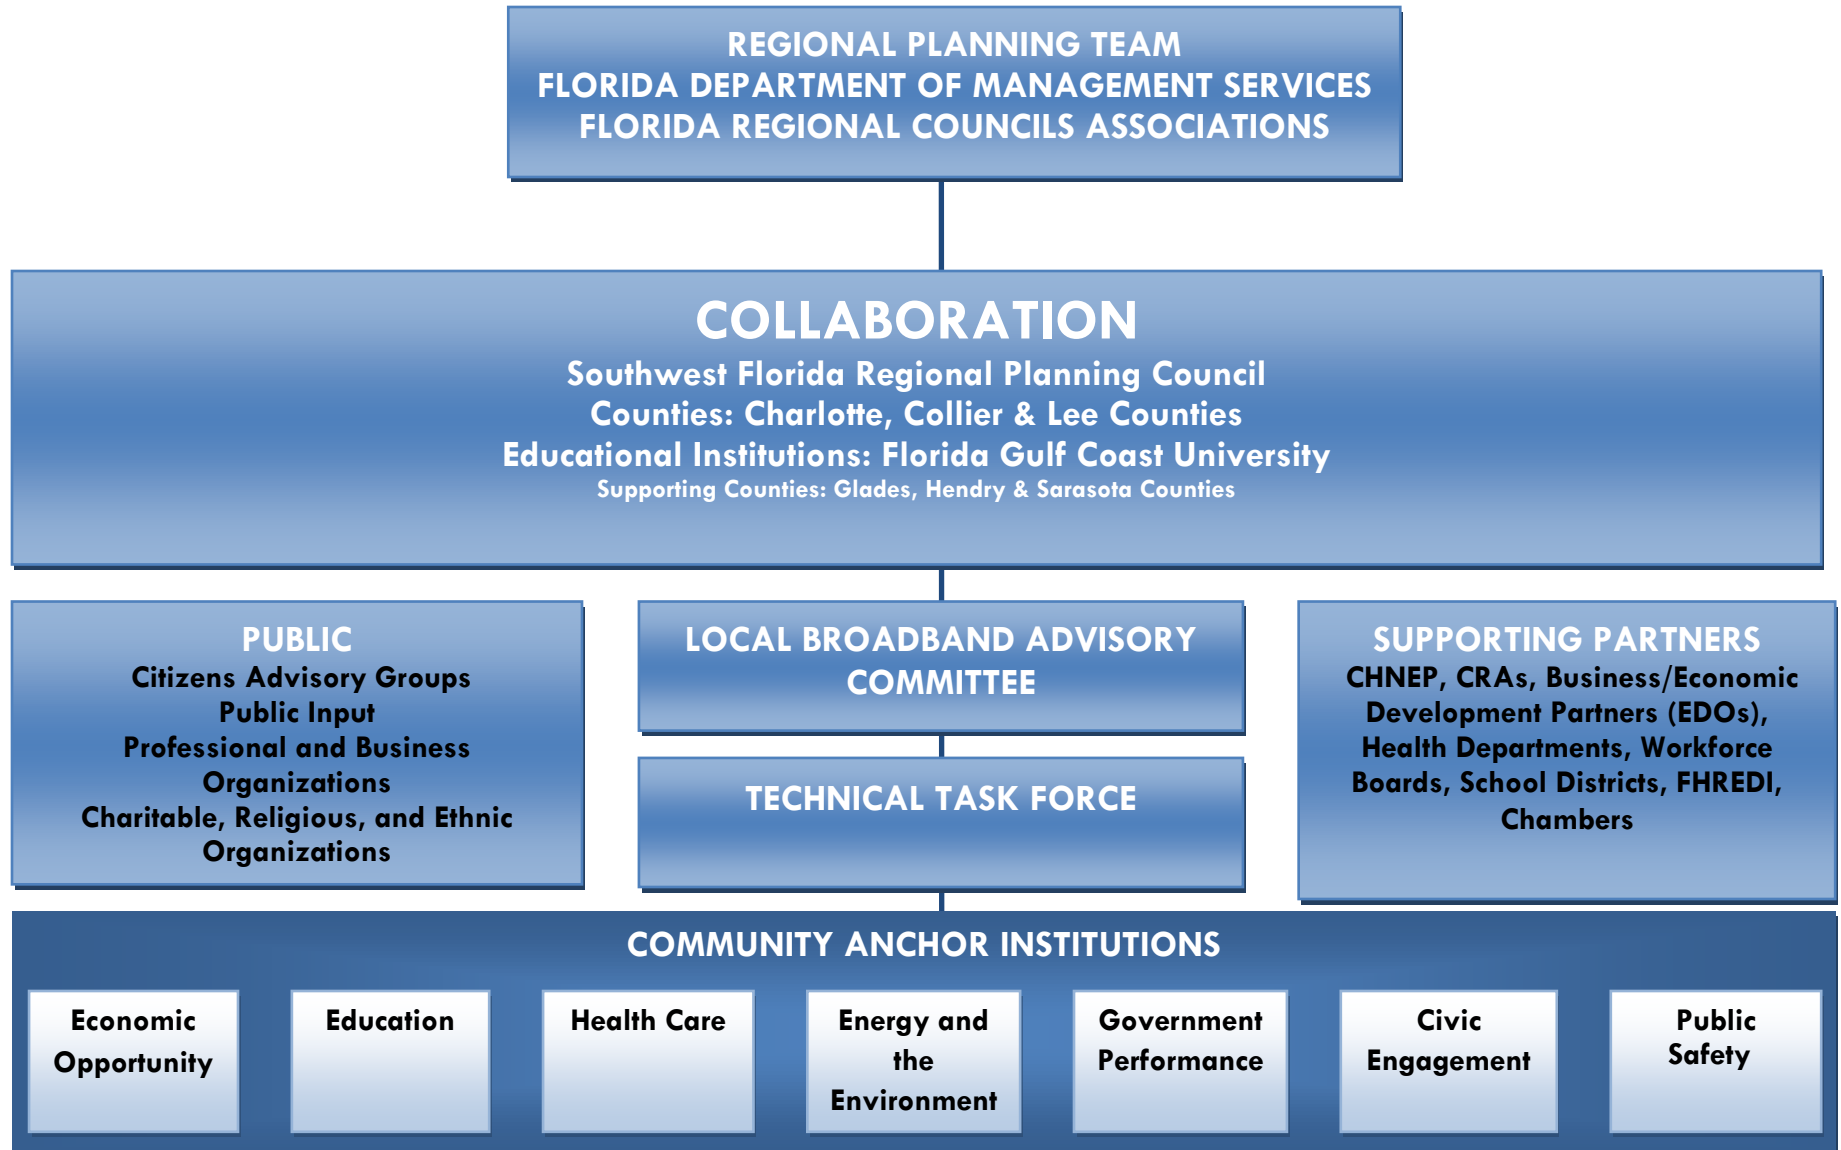 REGIONAL PLANNING TEAM
FLORIDA DEPARTMENT OF MANAGEMENT SERVICES
FLORIDA REGIONAL COUNCILS ASSOCIATIONS
COLLABORATION
Southwest Florida Regional Planning Council
Counties: Charlotte, Collier & Lee Counties
Educational Institutions: Florida Gulf Coast University
Supporting Counties: Glades, Hendry & Sarasota Counties
PUBLIC
Citizens Advisory Groups
Public Input
Professional and Business
Organizations
Charitable, Religious, and Ethnic
Organizations
LOCAL BROADBAND ADVISORY
COMMITTEE
TECHNICAL TASK FORCE
SUPPORTING PARTNERS
CHNEP, CRAs, Business/Economic
Development Partners (EDOs),
Health Departments, Workforce
Boards, School Districts, FHREDI,
Chambers
COMMUNITY ANCHOR INSTITUTIONS
Economic
Opportunity
Education
Health Care
Energy and
the
Environment
Government
Performance
Civic
Engagement
Public
Safety